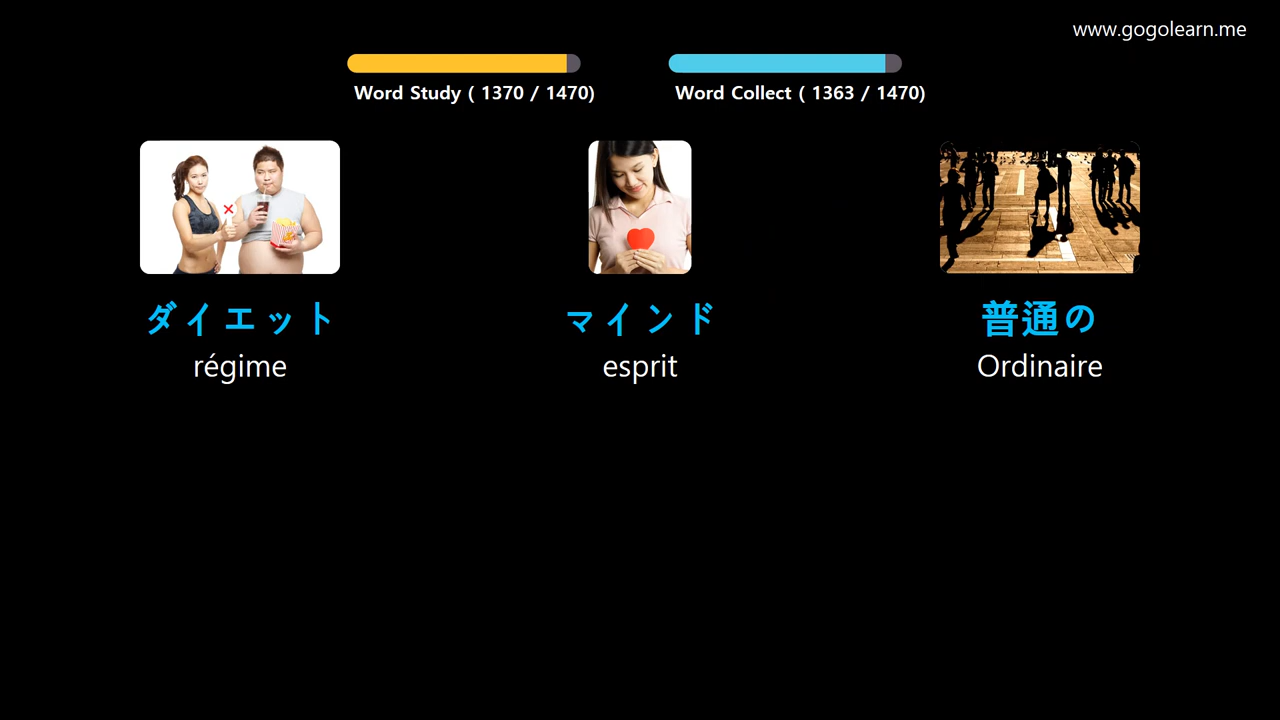 www.gogolearn.me
Word Study ( 1370 / 1470)
Word Collect ( 1363 / 1470)
ダイエット
マインド
普通の
régime
esprit
Ordinaire